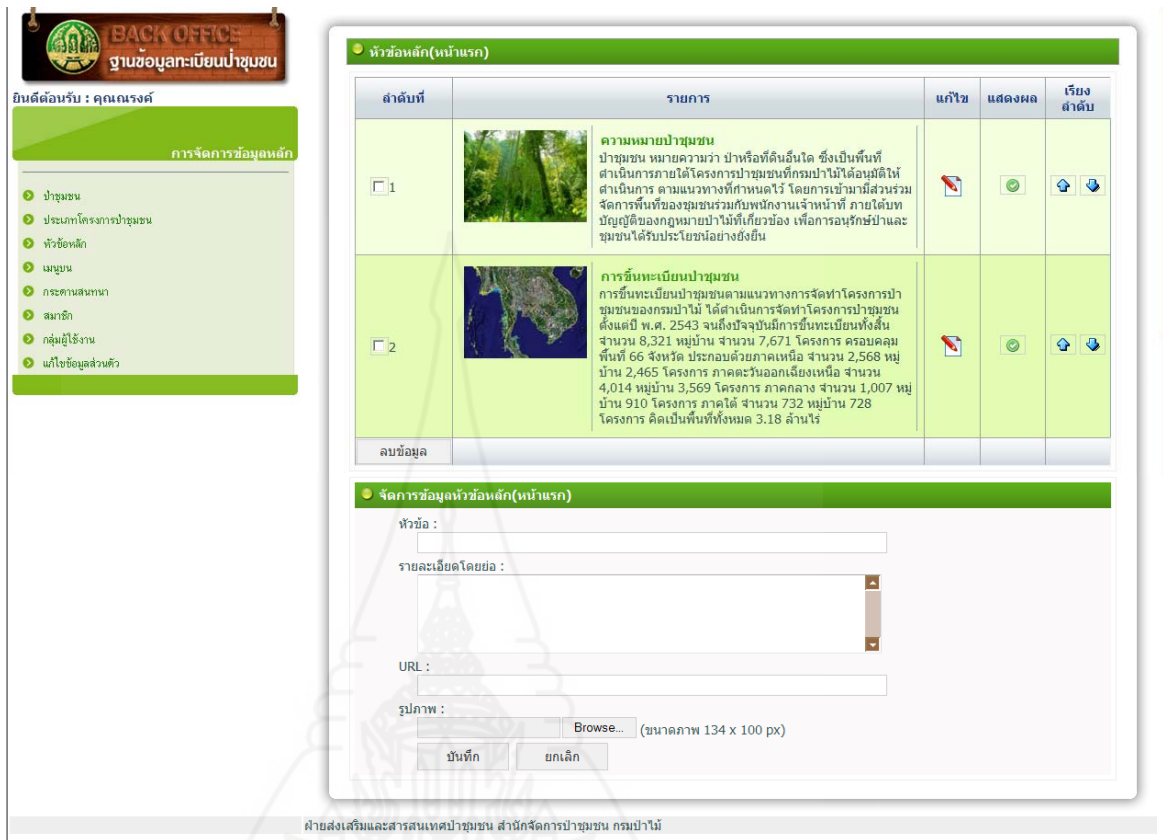 BACK OFFICE
ฐานข้อมูลทะเบียนป่าชุมชน
ยินดีต้อนรับ : คุณณรงค์
การจัดการข้อมูลหลัก
ป่าชุมชน
ประเภทโครงการป่าชุมชน
หัวข้อหลัก
เมนูบน
กระดานสนทนา
สมาชิก
กลุ่มผู้ใช้งาน
แก้ไขข้อมูลส่วนตัว
หัวข้อหลัก(หน้าแรก)
ลำดับที่ รายการ แก้ไข แสดงผล เรียง
ลำดับ
1
ความหมายป่าชุมชน
ป่าชุมชน หมายความว่า ป่าหรือที่ดินอื่นใด ซึ่งเป็นพื้นที่
ดำเนินการภายใต้โครงการป่าชุมชนที่กรมป่าไม้ได้อนุมัติให้
ดำเนินการ ตามแนวทางที่กำหนดไว้ โดยการเข้ามามีส่วนร่วม
จัดการพื้นที่ของชุมชนร่วมกับพนักงานเจ้าหน้าที่ ภายใต้บท
บัญญัติของกฎหมายป่าไม้ที่เกี่ยวข้อง เพื่อการอนุรักษ์ป่าและ
ชุมชนได้รับประโยชน์อย่างยั่งยืน
2
การขึ้นทะเบียนป่าชุมชน
การขึ้นทะเบียนป่าชุมชนตามแนวทางการจัดทำโครงการป่า
ชุมชนของกรมป่าไม้ ได้ดำเนินการจัดทำโครงการป่าชุมชน
ตั้งแต่ปี พ.ศ. 2543 จนถึงปัจจุบันมีการขึ้นทะเบียนทั้งสิ้น
จำนวน 8,321 หมู่บ้าน จำนวน 7,671 โครงการ ครอบคลุม
พื้นที่ 66 จังหวัด ประกอบด้วยภาคเหนือ จำนวน 2,568 หมู่
บ้าน 2,465 โครงการ ภาคตะวันออกเฉียงเหนือ จำนวน
4,014 หมู่บ้าน 3,569 โครงการ ภาคกลาง จำนวน 1,007 หมู่
บ้าน 910 โครงการ ภาคใต้ จำนวน 732 หมู่บ้าน 728
โครงการ คิดเป็นพื้นที่ทั้งหมด 3.18 ล้านไร่
ลบข้อมูล
จัดการข้อมูลหัวข้อหลัก(หน้าแรก)
หัวข้อ :
รายละเอียดโดยย่อ :
URL :
รูปภาพ :
Browse... (ขนาดภาพ 134 x 100 px)
บันทึก ยกเลิก
ฝ่ายส่งเสริมและสารสนเทศป่าชุมชน สำนักจัดการป่าชุมชน กรมป่าไม้